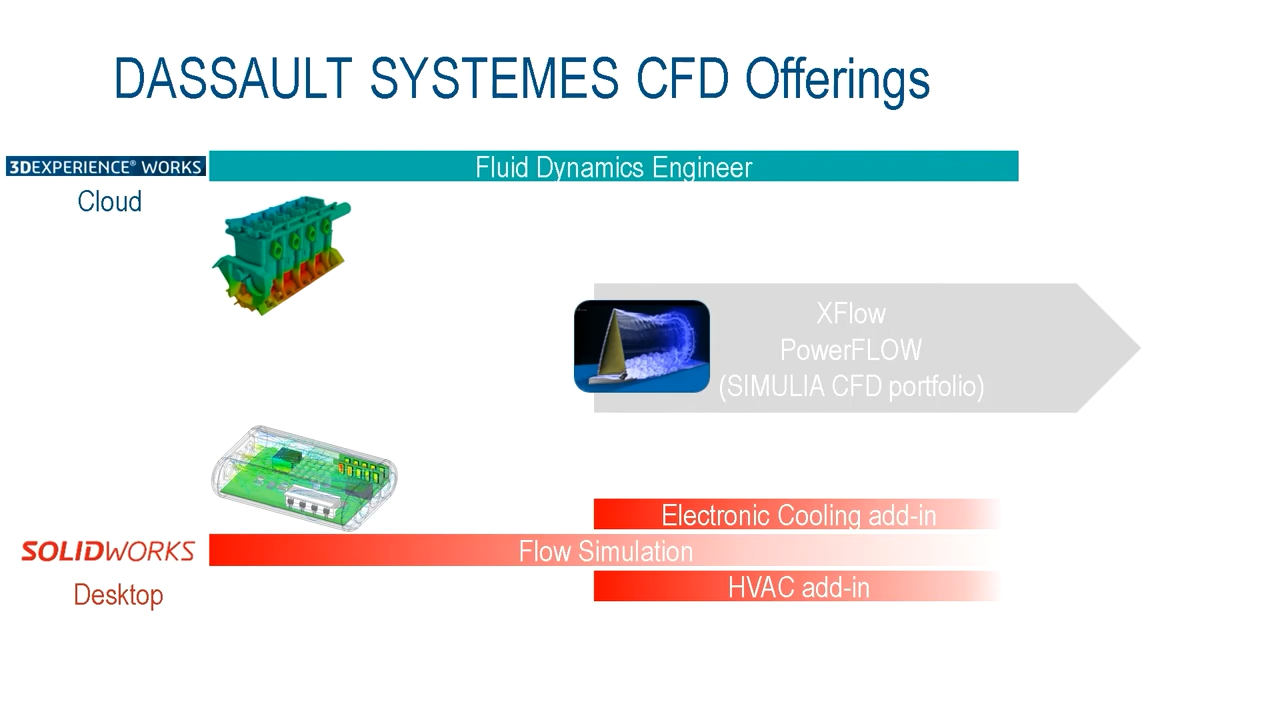 DASSAULT SYSTEMES CFD Offerings
3DEXPERIENCE® WORKS
Fluid Dynamics Engineer
Cloud
XFlow
PowerFLOW
(SIMULIA CFD portfolio)
Electronic Cooling add-in
SOLIDWORKS
Flow Simulation
Desktop
HVAC add-in